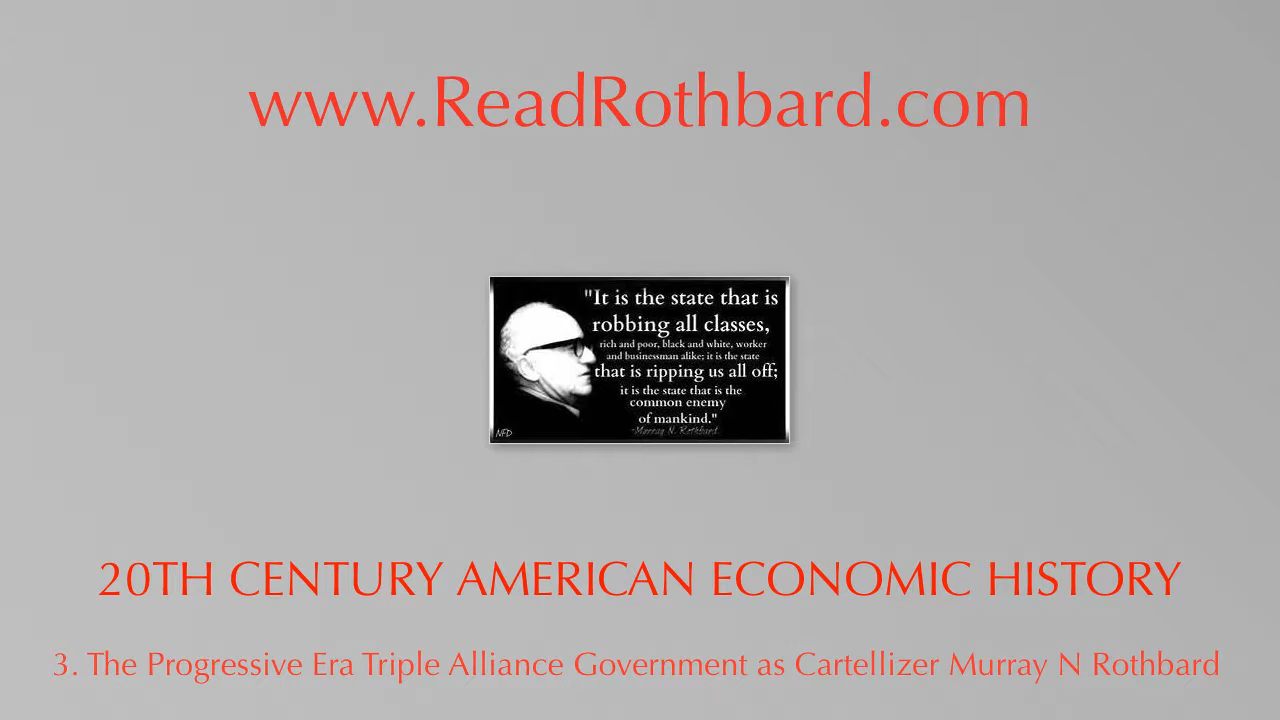 www.ReadRothbard.com
"It is the state that is
robbing all classes,
rich and poor, black and white, worker
and businessman alike; it is the state
that is ripping us all off;
it is the state that is the
common enemy
of mankind."
-Murray N. Rothbard
NFD
20TH CENTURY AMERICAN ECONOMIC HISTORY
3. The Progressive Era Triple Alliance Government as Cartellizer Murray N Rothbard